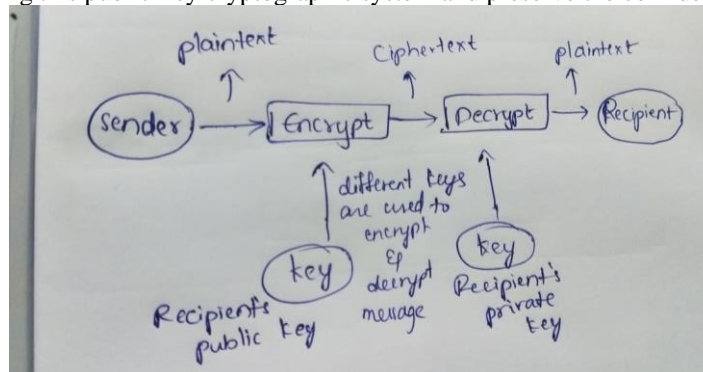 plaintext
Ciphertext
plaintext
Sender
Encrypt
Decrypt
Recipient
different keys
are used to
encrypt
&
decrypt
message
key
Recipient's
public key
key
Recipient's
private
key